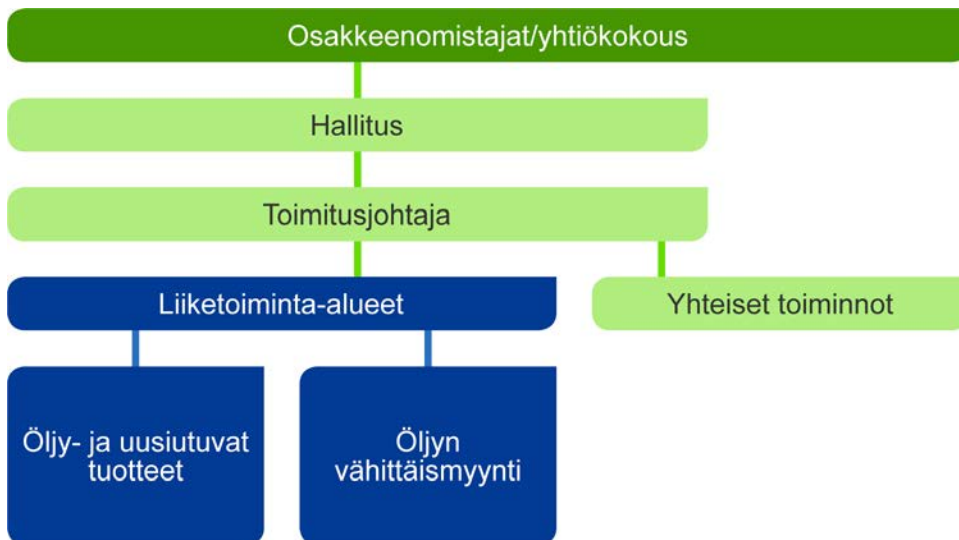 Osakkeenomistajat/yhtiökokous
Hallitus
Toimitusjohtaja
Liiketoiminta-alueet
Yhteiset toiminnot
Öljy- ja uusiutuvat
tuotteet
Öljyn
vähittäismyynti